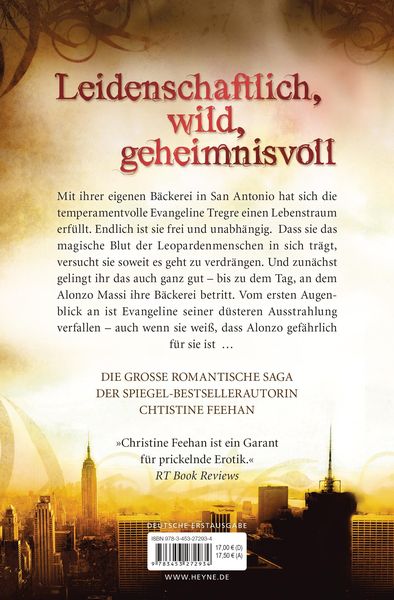 Leidenschaftlich,
wild,
geheimnisvoll
Mit ihrer eigenen Bäckerei in San Antonio hat sich die
temperamentvolle Evangeline Tregre einen Lebenstraum
erfüllt. Endlich ist sie frei und unabhängig. Dass sie das
magische Blut der Leopardenmenschen in sich trägt,
versucht sie soweit es geht zu verdrängen. Und zunächst
gelingt ihr das auch ganz gut – bis zu dem Tag, an dem
Alonzo Massi ihre Bäckerei betritt. Vom ersten Augen-
blick an ist Evangeline seiner düsteren Ausstrahlung
verfallen – auch wenn sie weiß, dass Alonzo gefährlich
für sie ist …
DIE GROSSE ROMANTISCHE SAGA
DER SPIEGEL-BESTSELLERAUTORIN
CHTISTINE FEEHAN
»Christine Feehan ist ein Garant
für prickelnde Erotik.«
RT Book Reviews
DEUTSCHE ERSTAUSGABE
ISBN 978-3-453-27293-4
17,00 € (D)
17,50 € (A)
9 783453 272934
WWW.HEYNE.DE